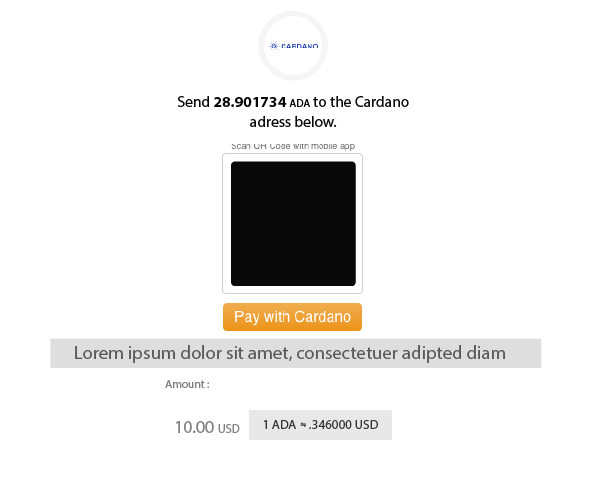 CARDANO
Send 28.901734 ADA to the Cardano
adress below.
Scan QR Code with mobile app
Pay with Cardano
Lorem ipsum dolor sit amet, consectetuer adipted diam
Amount :
10.00 USD
1 ADA ≈ .346000 USD